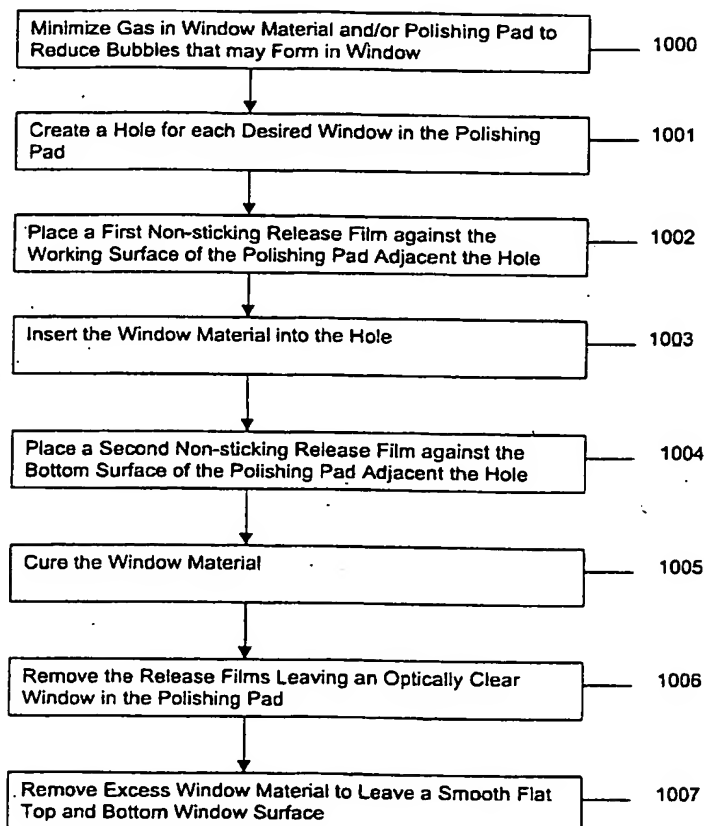 Minimize Gas in Window Material and/or Polishing Pad to
Reduce Bubbles that may Form in Window
1000
Create a Hole for each Desired Window in the Polishing
Pad
1001
Place a First Non-sticking Release Film against the
Working Surface of the Polishing Pad Adjacent the Hole
1002
Insert the Window Material into the Hole
1003
Place a Second Non-sticking Release Film against the
Bottom Surface of the Polishing Pad Adjacent the Hole
1004
Cure the Window Material
1005
Remove the Release Films Leaving an Optically Clear
Window in the Polishing Pad
1006
Remove Excess Window Material to Leave a Smooth Flat
Top and Bottom Window Surface
1007